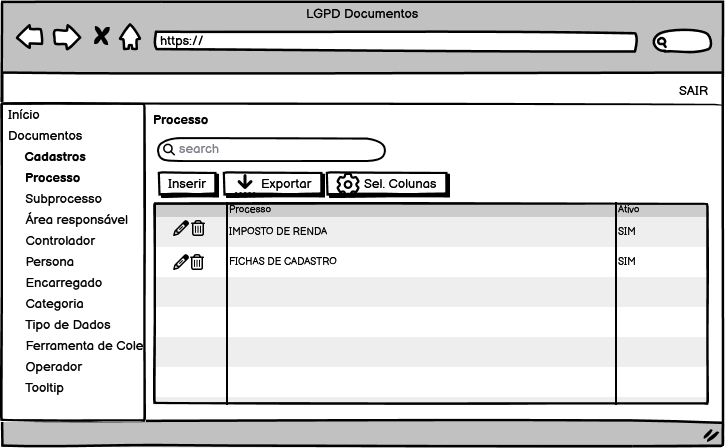 LGPD Documentos
https://
SAIR
Início
Documentos
Cadastros
Processo
Subprocesso
Área responsável
Controlador
Persona
Encarregado
Categoria
Tipo de Dados
Ferramenta de Cole
Operador
Tooltip
Processo
search
Inserir
Exportar
Sel. Colunas
Processo Ativo
IMPOSTO DE RENDA SIM
FICHAS DE CADASTRO SIM